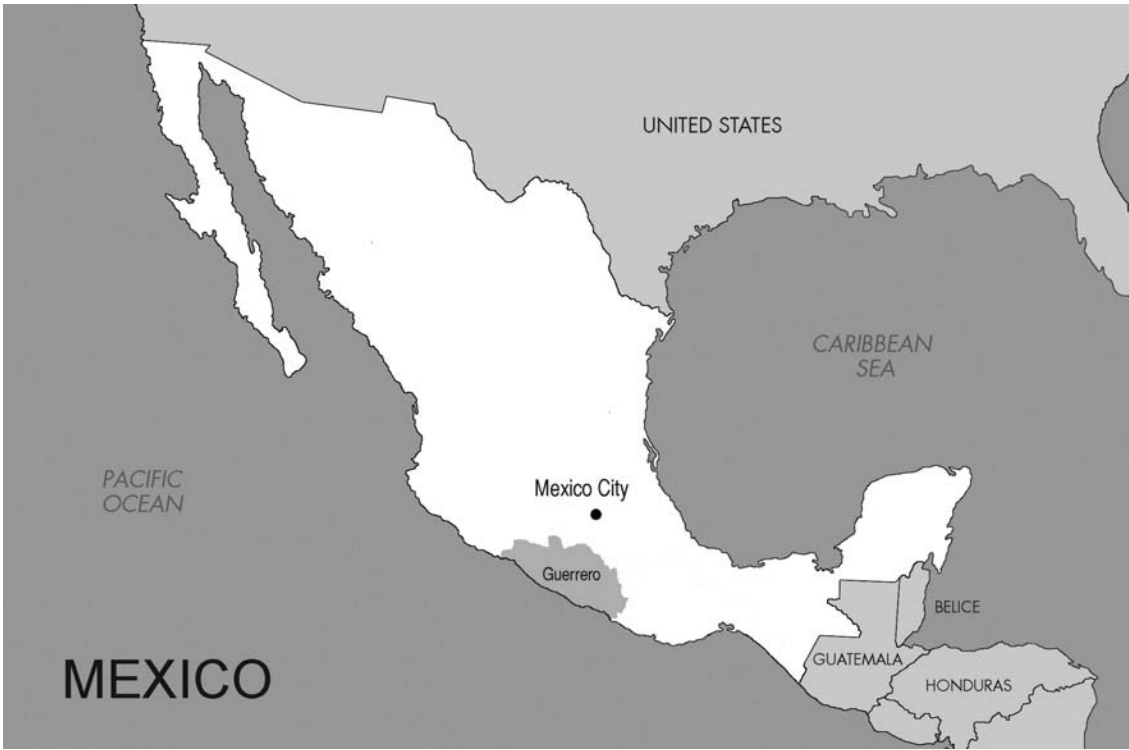 UNITED STATES
CARIBBEAN
SEA
PACIFIC
OCEAN
Mexico City
Guerrero
BELICE
GUATEMALA
HONDURAS
MEXICO